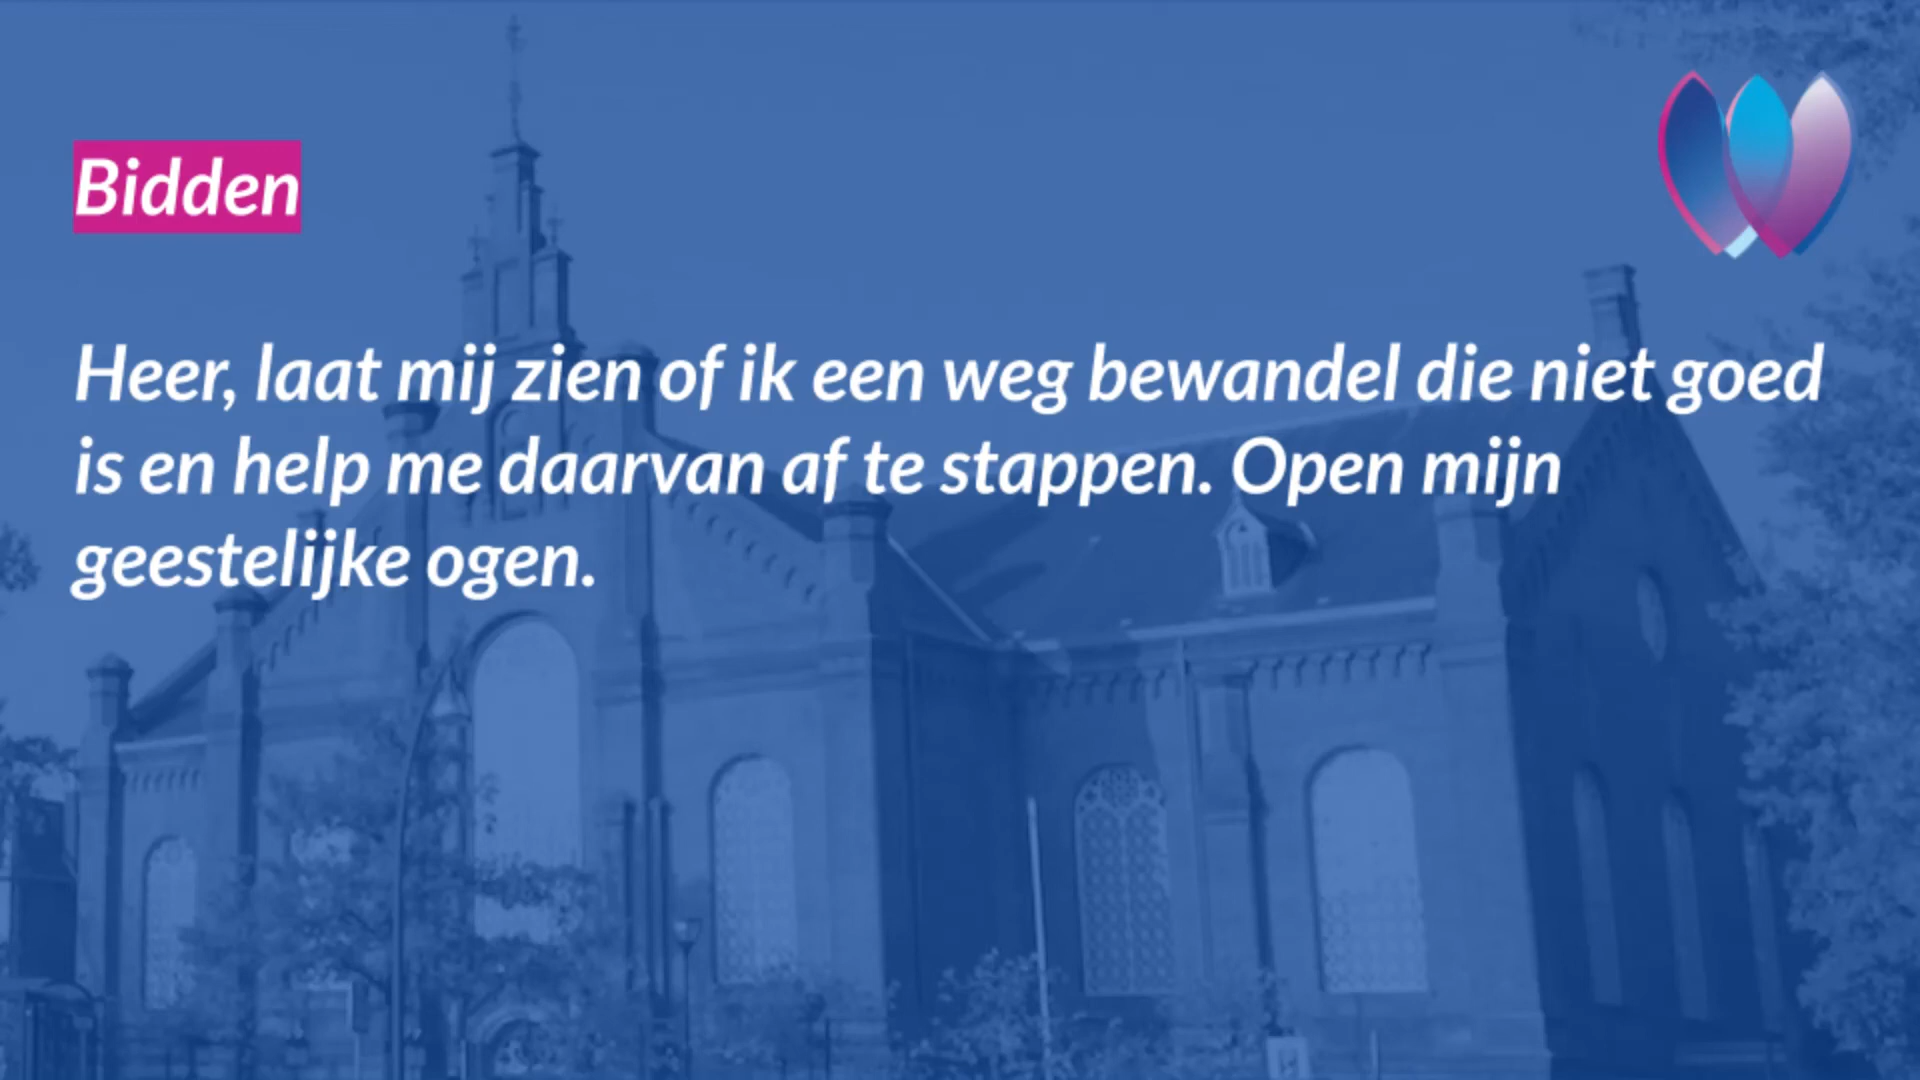 Bidden
Heer, laat mij zien of ik een weg bewandel die niet goed
is en help me daarvan af te stappen. Open mijn
geestelijke ogen.